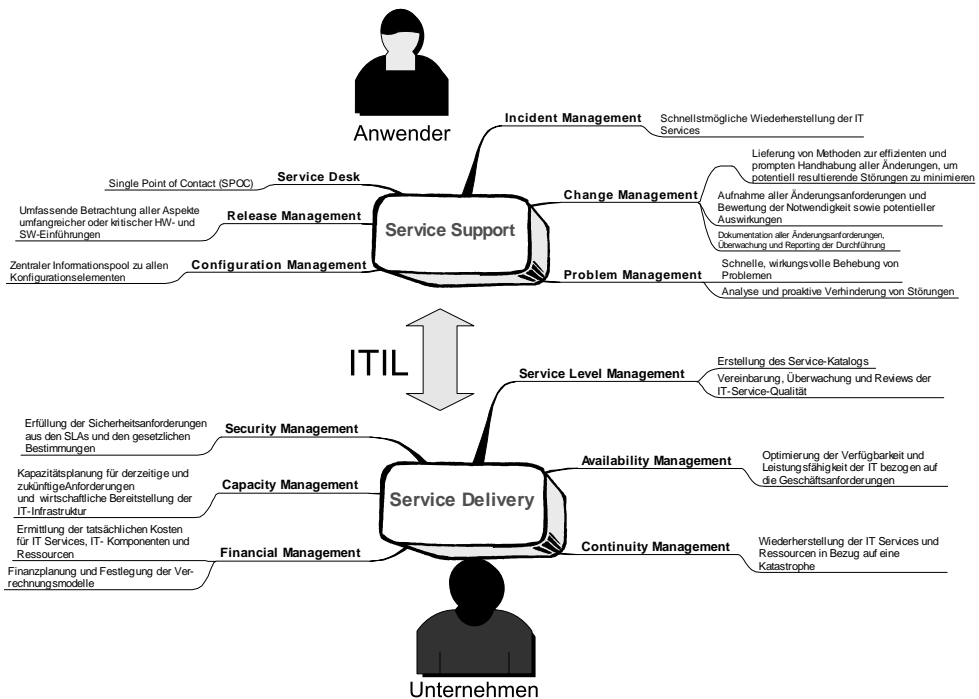 Anwender
Incident Management
Schnellstmögliche Wiederherstellung der IT
Services
Service Desk
Single Point of Contact (SPOC)
Release Management
Umfassende Betrachtung aller Aspekte
umfangreicher oder kritischer HW- und
SW-Einführungen
Configuration Management
Zentraler Informationspool zu allen
Konfigurationselementen
Service Support
Change Management
Lieferung von Methoden zur effizienten und
prompten Handhabung aller Änderungen, um
potentiell resultierende Störungen zu minimieren
Aufnahme aller Änderungsanforderungen und
Bewertung der Notwendigkeit sowie potentieller
Auswirkungen
Dokumentation aller Änderungsanforderungen,
Überwachung und Reporting der Durchführung
Problem Management
Schnelle, wirkungsvolle Behebung von
Problemen
Analyse und proaktive Verhinderung von Störungen
ITIL
Service Level Management
Erstellung des Service-Katalogs
Vereinbarung, Überwachung und Reviews der
IT-Service-Qualität
Security Management
Erfüllung der Sicherheitsanforderungen
aus den SLAs und den gesetzlichen
Bestimmungen
Capacity Management
Kapazitätsplanung für derzeitige und
zukünftigeAnforderungen
und wirtschaftliche Bereitstellung der
IT-Infrastruktur
Financial Management
Ermittlung der tatsächlichen Kosten
für IT Services, IT- Komponenten und
Ressourcen
Finanzplanung und Festlegung der Ver-
rechnungsmodelle
Service Delivery
Availability Management
Optimierung der Verfügbarkeit und
Leistungsfähigkeit der IT bezogen auf
die Geschäftsanforderungen
Continuity Management
Wiederherstellung der IT Services und
Ressourcen in Bezug auf eine
Katastrophe
Unternehmen